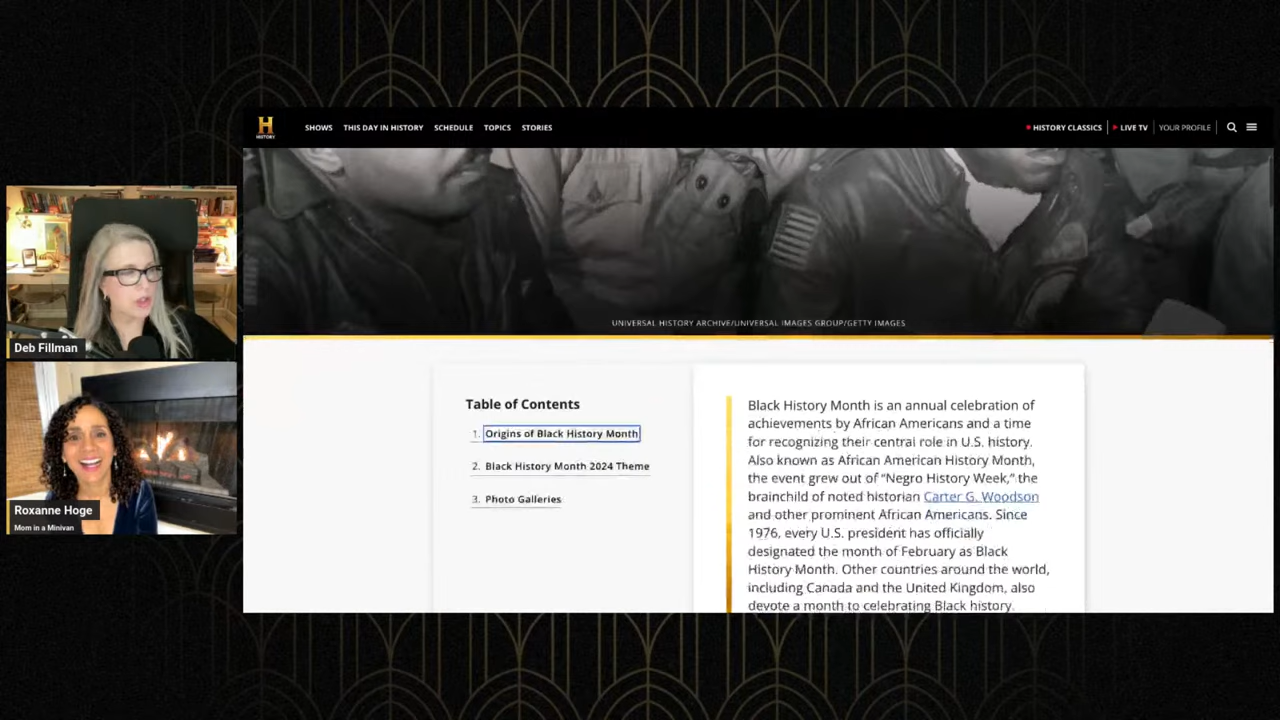 H
HISTORY
SHOWS THIS DAY IN HISTORY SCHEDULE TOPICS STORIES
HISTORY CLASSICS LIVE TV YOUR PROFILE
UNIVERSAL HISTORY ARCHIVE/UNIVERSAL IMAGES GROUP/GETTY IMAGES
Deb Fillman
Roxanne Hoge
Mom in a Minivan
Table of Contents
1. Origins of Black History Month
2. Black History Month 2024 Theme
3. Photo Galleries
Black History Month is an annual celebration of
achievements by African Americans and a time
for recognizing their central role in U.S. history.
Also known as African American History Month,
the event grew out of “Negro History Week,” the
brainchild of noted historian Carter G. Woodson
and other prominent African Americans. Since
1976, every U.S. president has officially
designated the month of February as Black
History Month. Other countries around the world,
including Canada and the United Kingdom, also
devote a month to celebrating Black history.